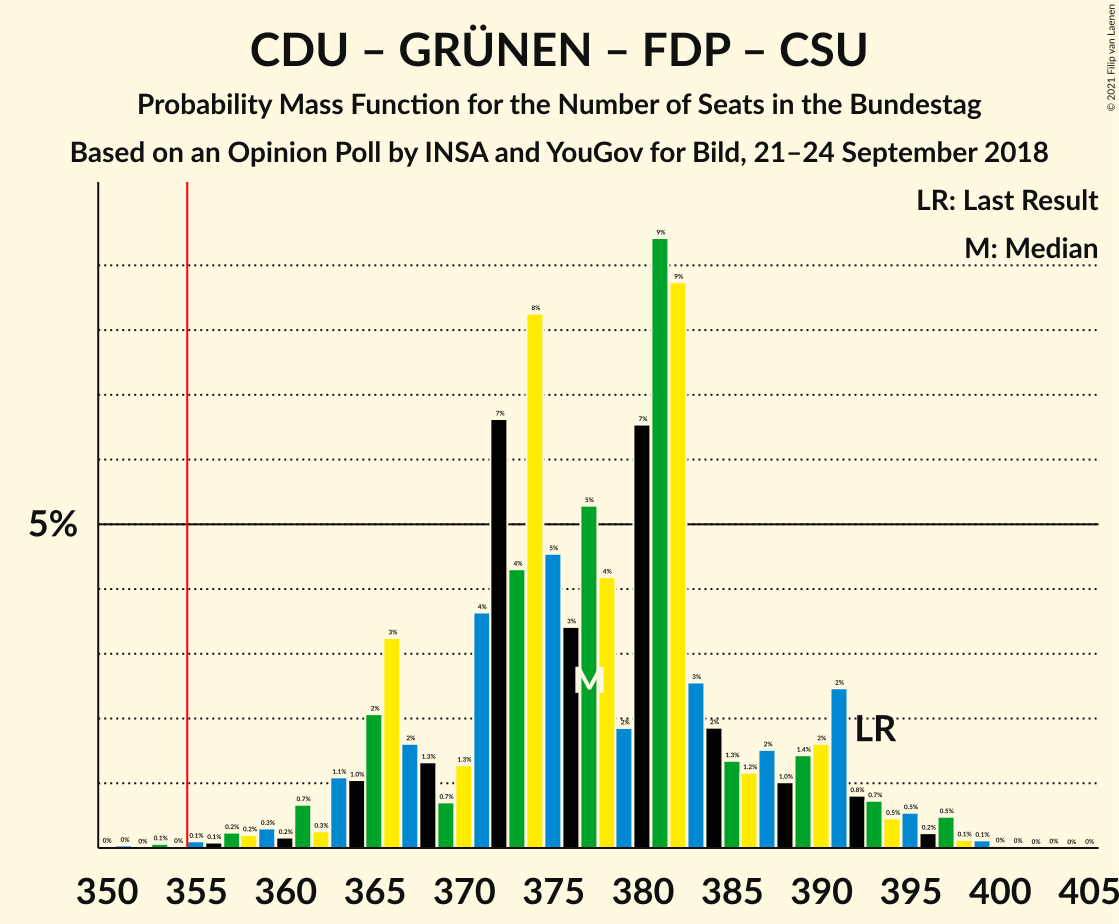 CDU – GRÜNEN – FDP – CSU
Probability Mass Function for the Number of Seats in the Bundestag
Based on an Opinion Poll by INSA and YouGov for Bild, 21–24 September 2018
© 2021 Filip van Laenen
LR: Last Result
M: Median
5%
0% 0% 0% 0.1% 0% 0.1% 0.1% 0.2% 0.2% 0.3% 0.2% 0.7% 0.3% 1.1% 1.0% 2% 3% 2% 1.3% 0.7% 1.3% 4% 7% 4% 8% 5% 3% 5% 4% 2% 7% 9% 9% 3% 2% 1.3% 1.2% 2% 1.0% 1.4% 2% 2% 0.8% 0.7% 0.5% 0.5% 0.2% 0.5% 0.1% 0.1% 0% 0% 0% 0% 0% 0%
M
LR
350 355 360 365 370 375 380 385 390 395 400 405